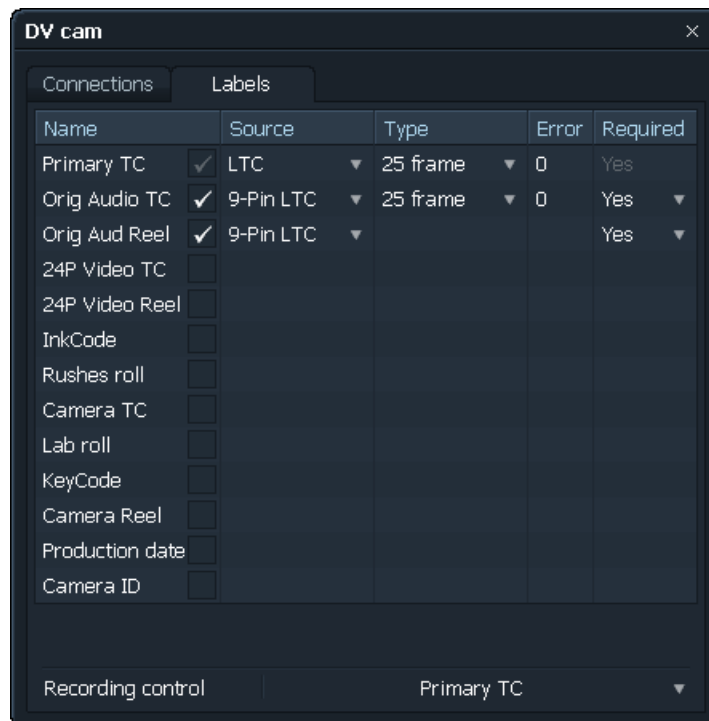 DV cam
Connections Labels
Name Source Type Error Required
Primary TC LTC 25 frame 0 Yes
Orig Audio TC 9-Pin LTC 25 frame 0 Yes
Orig Aud Reel 9-Pin LTC Yes
24P Video TC
24P Video Reel
InkCode
Rushes roll
Camera TC
Lab roll
KeyCode
Camera Reel
Production date
Camera ID
Recording control Primary TC